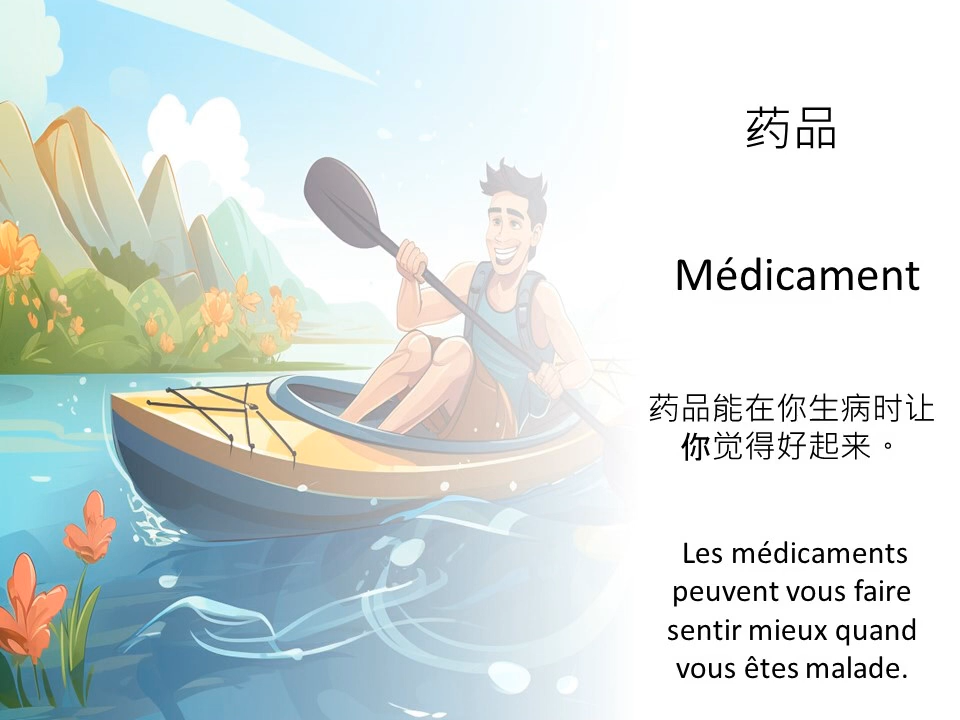 药品
Médicament
药品能在你生病时让
你觉得好起来。
Les médicaments
peuvent vous faire
sentir mieux quand
vous êtes malade.